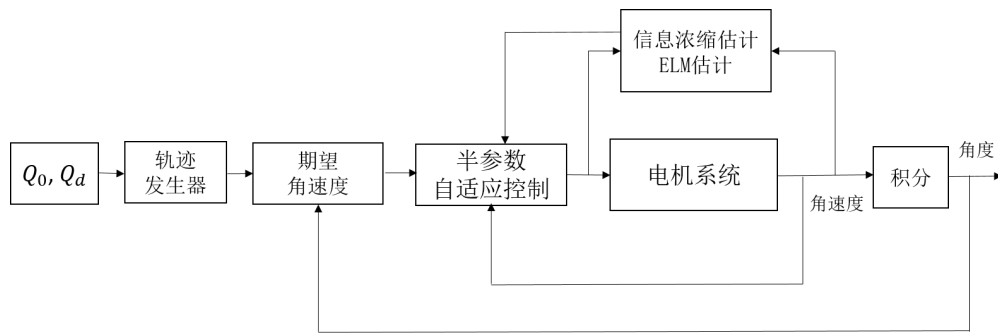 信息浓缩估计
ELM估计
Q₀, Q_d
轨迹
发生器
期望
角速度
半参数
自适应控制
电机系统
角速度
积分
角度